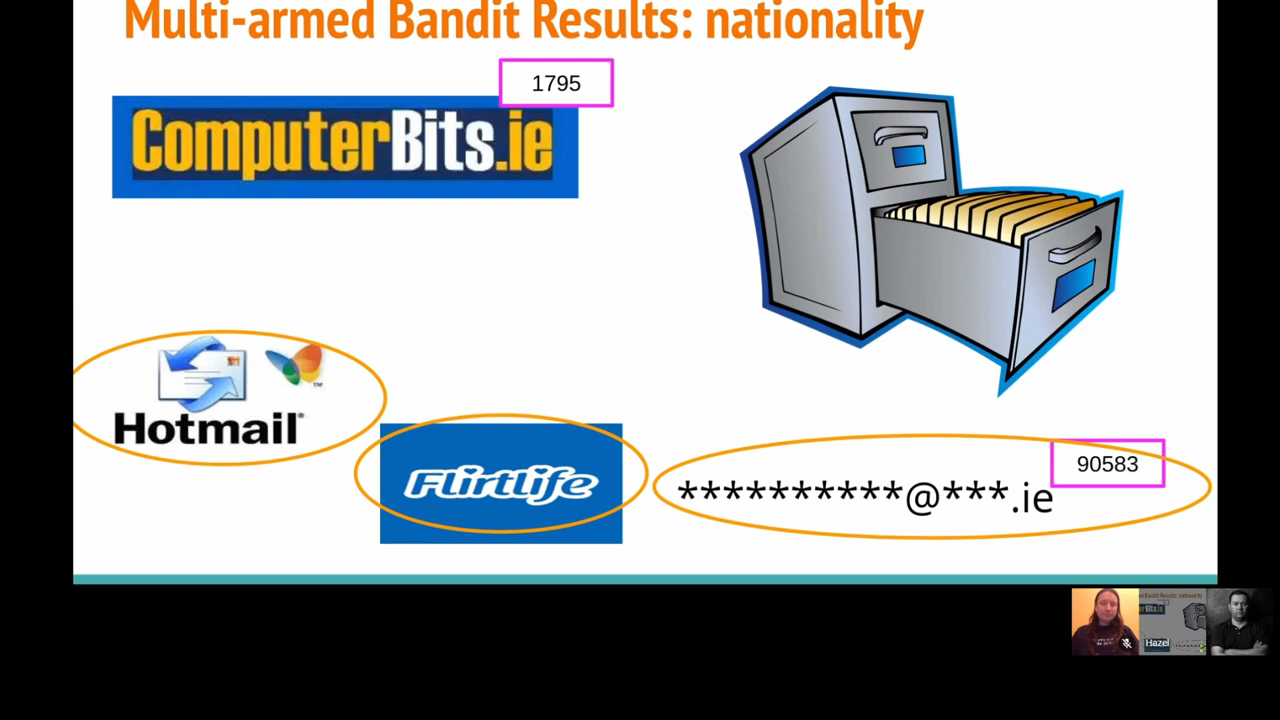 Multi-armed Bandit Results: nationality
1795
ComputerBits.ie
Hotmail®
Flirtlife
90583
**********@***.ie
Hazel